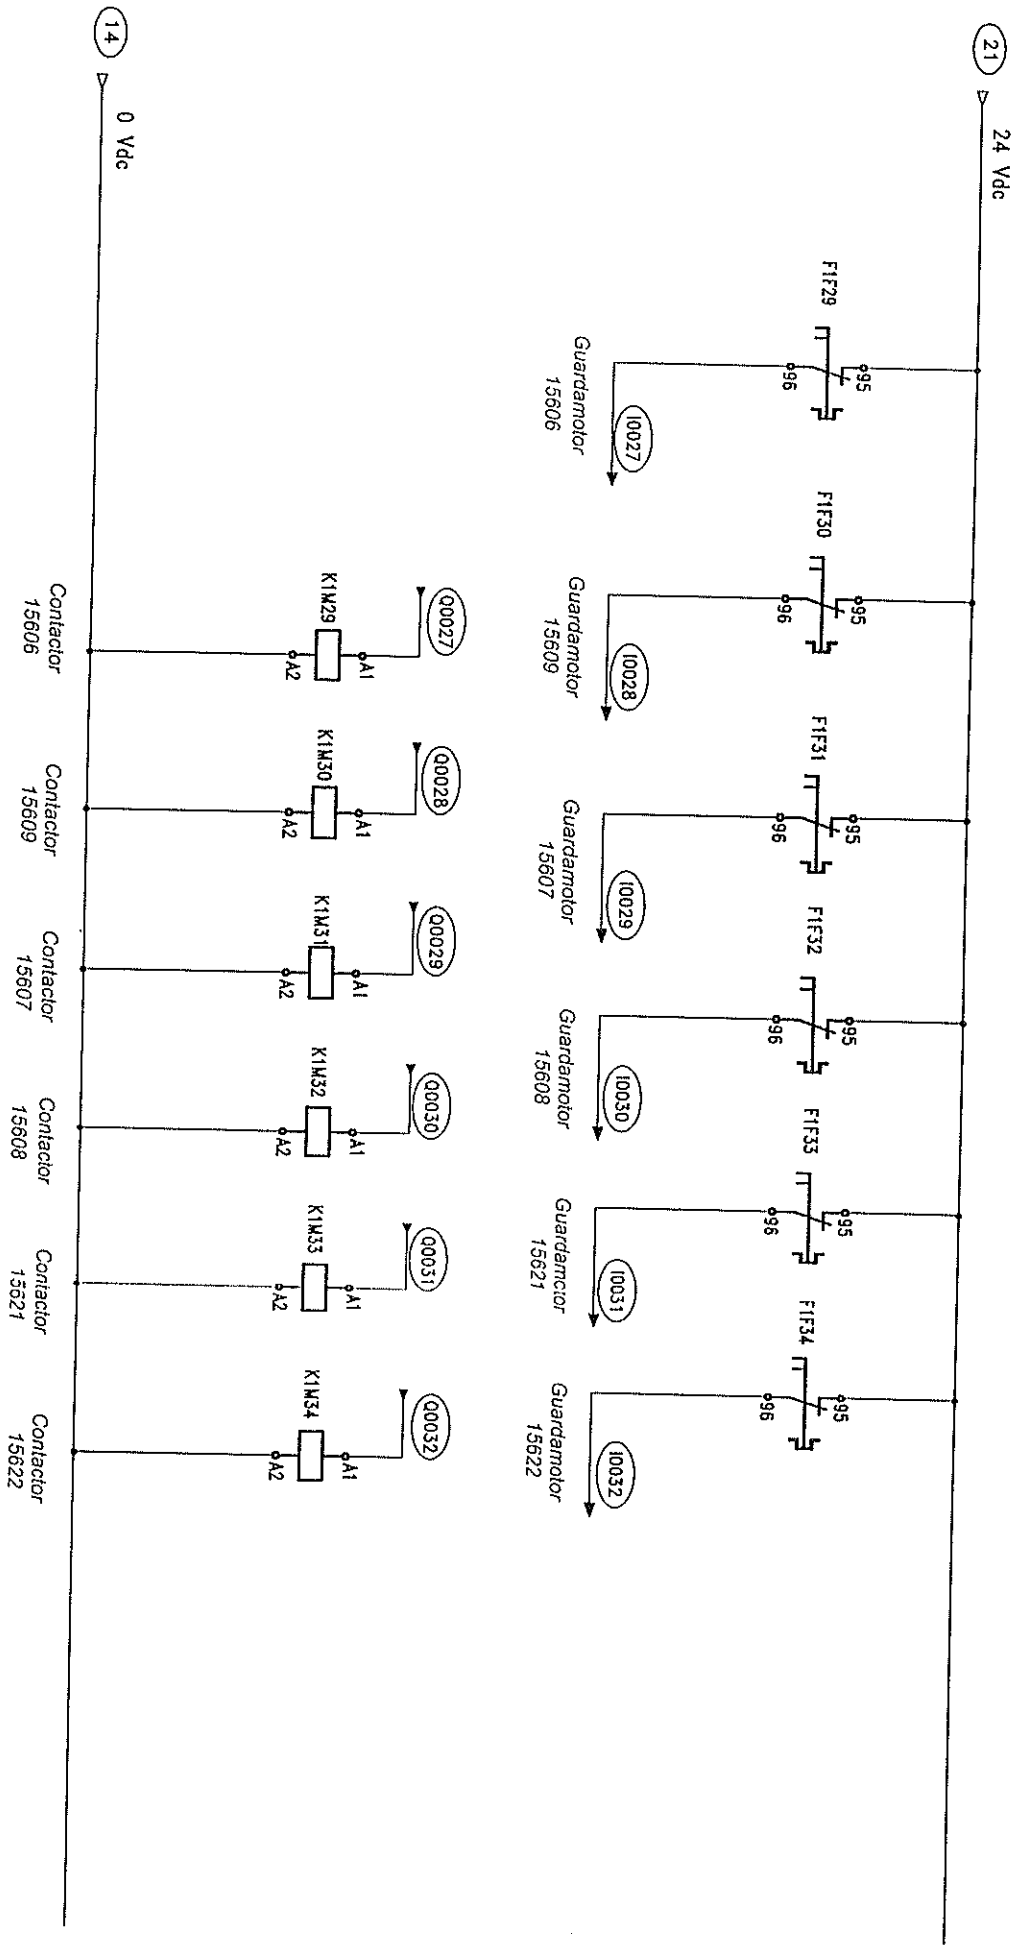 21
24 Vdc
F1F29
95
96
I0027
Guardamotor
15606
F1F30
95
96
I0028
Guardamotor
15609
F1F31
95
96
I0029
Guardamotor
15607
F1F32
95
96
I0030
Guardamotor
15608
F1F33
95
96
I0031
Guardamotor
15621
F1F34
95
96
I0032
Guardamotor
15622
Q0027
K1M29
A1
A2
Contactor
15606
Q0028
K1M30
A1
A2
Contactor
15609
Q0029
K1M31
A1
A2
Contactor
15607
Q0030
K1M32
A1
A2
Contactor
15608
Q0031
K1M33
A1
A2
Contactor
15621
Q0032
K1M34
A1
A2
Contactor
15622
14
0 Vdc